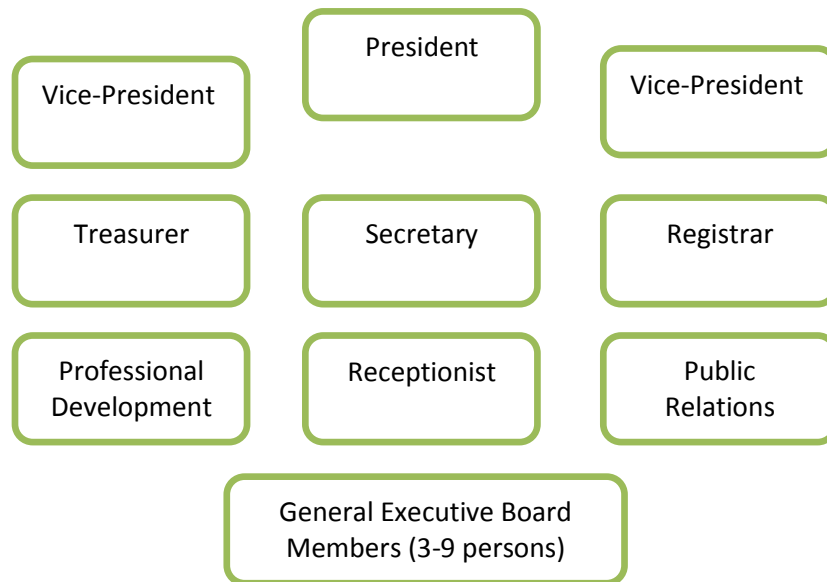 President
Vice-President
Vice-President
Treasurer
Secretary
Registrar
Professional
Development
Receptionist
Public
Relations
General Executive Board
Members (3-9 persons)